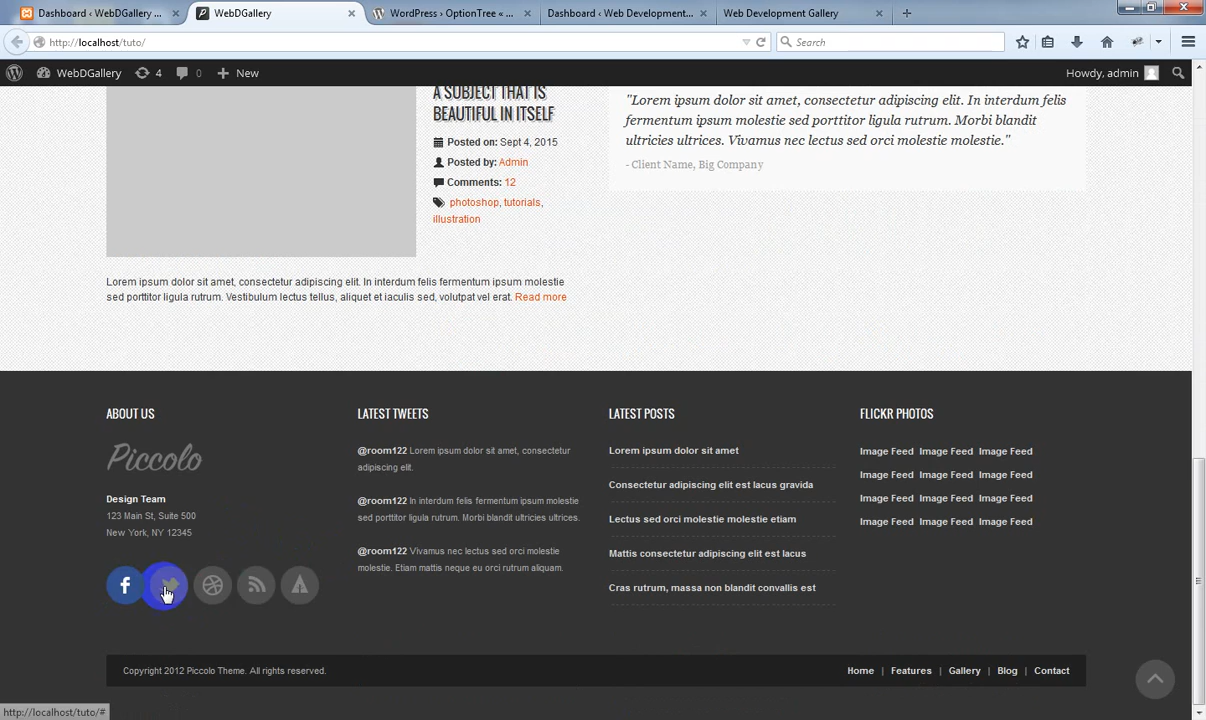 Dashboard ‹ WebDGallery ...
WebDGallery
WordPress › OptionTree « ...
Dashboard ‹ Web Development...
Web Development Gallery
http://localhost/tuto/
Search
WebDGallery
4
0
New
Howdy, admin
A SUBJECT THAT IS
BEAUTIFUL IN ITSELF
Posted on: Sept 4, 2015
Posted by: Admin
Comments: 12
photoshop, tutorials,
illustration
"Lorem ipsum dolor sit amet, consectetur adipiscing elit. In interdum felis
fermentum ipsum molestie sed porttitor ligula rutrum. Morbi blandit
ultricies ultrices. Vivamus nec lectus sed orci molestie molestie."
- Client Name, Big Company
Lorem ipsum dolor sit amet, consectetur adipiscing elit. In interdum felis fermentum ipsum molestie
sed porttitor ligula rutrum. Vestibulum lectus tellus, aliquet et iaculis sed, volutpat vel erat. Read more
ABOUT US
Piccolo
Design Team
123 Main St, Suite 500
New York, NY 12345
LATEST TWEETS
@room122 Lorem ipsum dolor sit amet, consectetur
adipiscing elit.
@room122 In interdum felis fermentum ipsum molestie
sed porttitor ligula rutrum. Morbi blandit ultricies ultrices.
@room122 Vivamus nec lectus sed orci molestie
molestie. Etiam mattis neque eu orci rutrum aliquam.
LATEST POSTS
Lorem ipsum dolor sit amet
Consectetur adipiscing elit est lacus gravida
Lectus sed orci molestie molestie etiam
Mattis consectetur adipiscing elit est lacus
Cras rutrum, massa non blandit convallis est
FLICKR PHOTOS
Image Feed Image Feed Image Feed
Image Feed Image Feed Image Feed
Image Feed Image Feed Image Feed
Image Feed Image Feed Image Feed
Copyright 2012 Piccolo Theme. All rights reserved.
Home | Features | Gallery | Blog | Contact
http://localhost/tuto/#